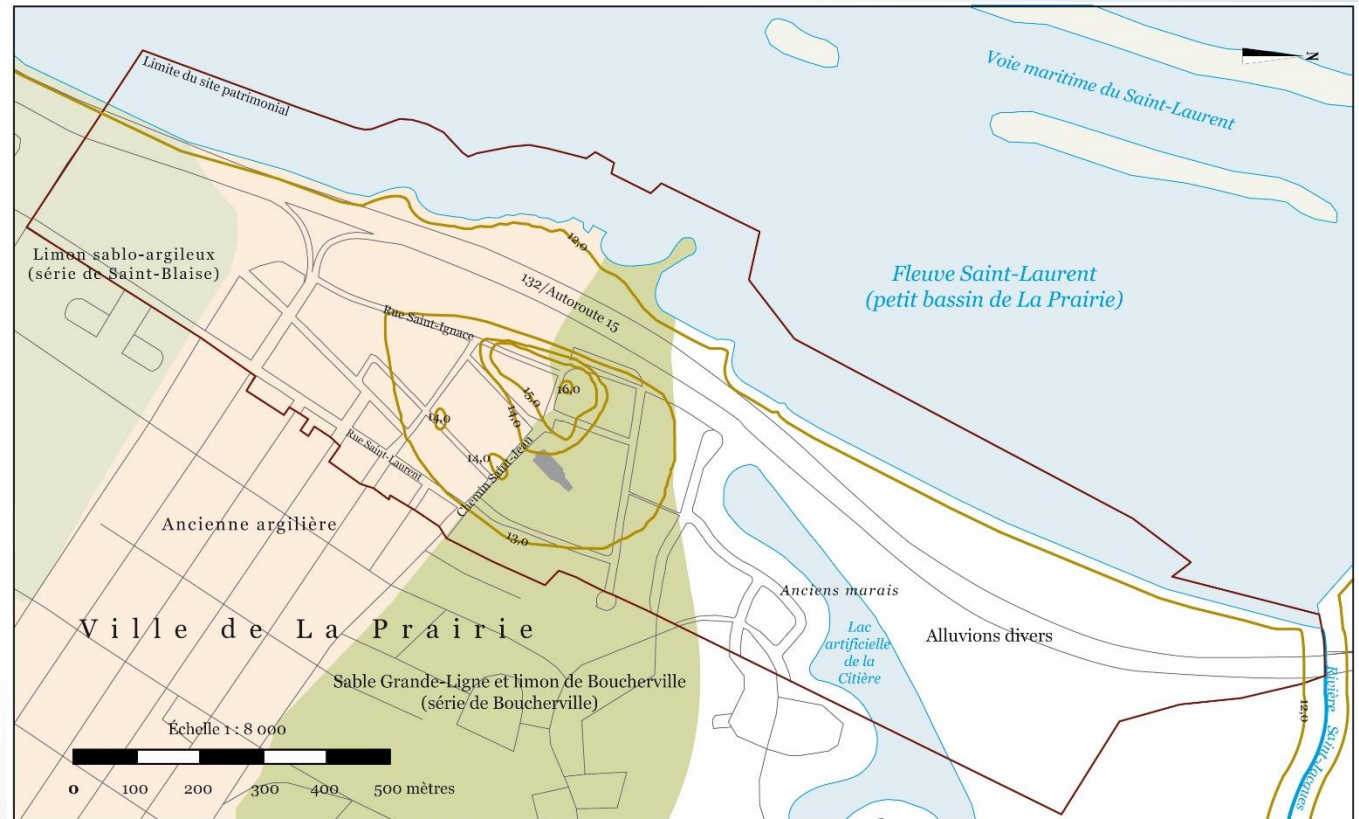 Limite du site patrimonial
Voie maritime du Saint-Laurent
N
Limon sablo-argileux
(série de Saint-Blaise)
12,0
132/Autoroute 15
Fleuve Saint-Laurent
(petit bassin de La Prairie)
Rue Saint-Ignace
16,0
15,0
14,0
14,0
14,0
Rue Saint-Laurent
Chemin Saint-Jean
13,0
Ancienne argilière
Anciens marais
Ville de La Prairie
Lac
artificielle
de la
Citière
Alluvions divers
Sable Grande-Ligne et limon de Boucherville
(série de Boucherville)
12,0
Rivière Saint-Jacques
Échelle 1 : 8 000
0 100 200 300 400 500 mètres